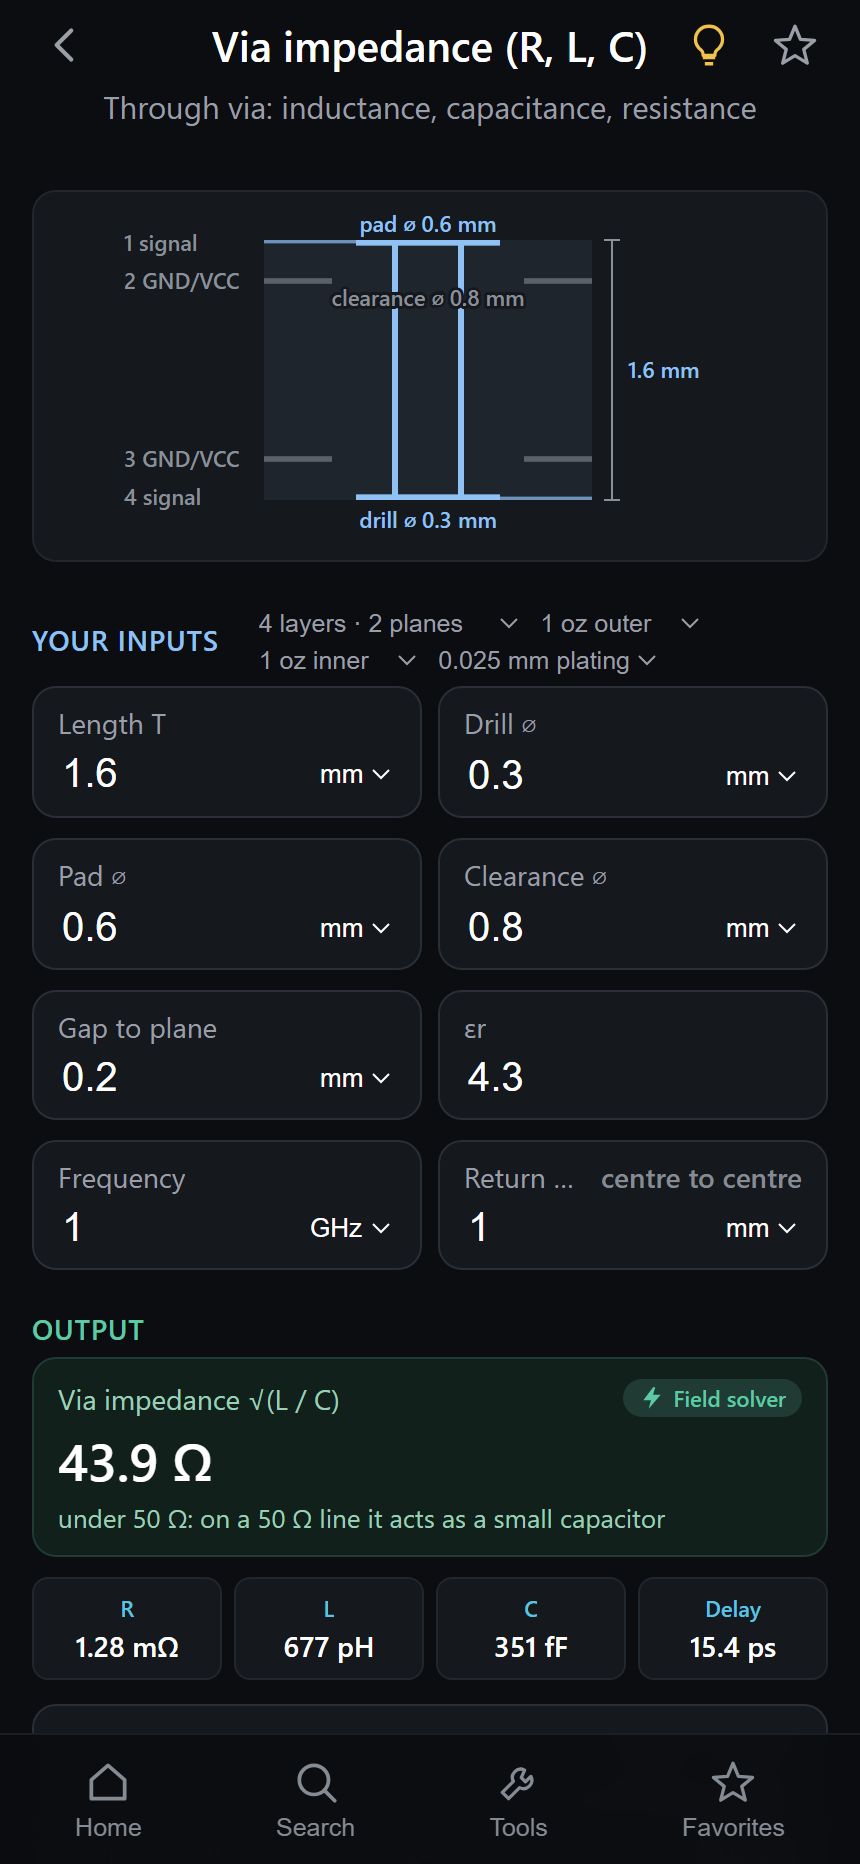 Via impedance (R, L, C)
Through via: inductance, capacitance, resistance
pad ⌀ 0.6 mm
1 signal
2 GND/VCC
clearance ⌀ 0.8 mm
1.6 mm
3 GND/VCC
4 signal
drill ⌀ 0.3 mm
YOUR INPUTS
4 layers · 2 planes
1 oz outer
1 oz inner
0.025 mm plating
Length T
1.6 mm
Drill ⌀
0.3 mm
Pad ⌀
0.6 mm
Clearance ⌀
0.8 mm
Gap to plane
0.2 mm
εr
4.3
Frequency
1 GHz
Return ... centre to centre
1 mm
OUTPUT
Via impedance √(L / C)
Field solver
43.9 Ω
under 50 Ω: on a 50 Ω line it acts as a small capacitor
R
1.28 mΩ
L
677 pH
C
351 fF
Delay
15.4 ps
Home
Search
Tools
Favorites